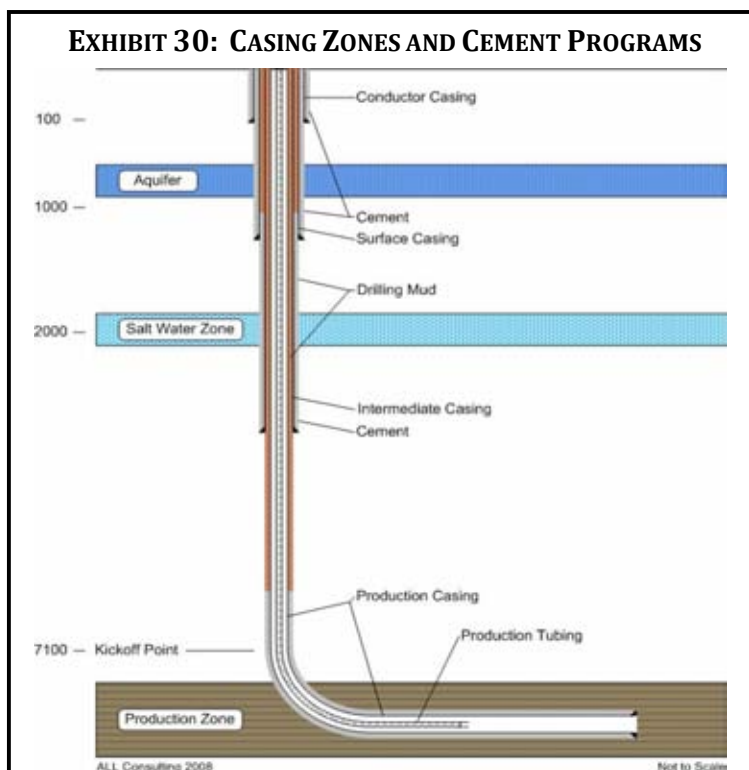 EXHIBIT 30: CASING ZONES AND CEMENT PROGRAMS
Conductor Casing
100
Aquifer
1000
Cement
Surface Casing
Drilling Mud
2000
Salt Water Zone
Intermediate Casing
Cement
Production Casing
Production Tubing
7100
Kickoff Point
Production Zone
ALL Consulting 2008
Not to Scale